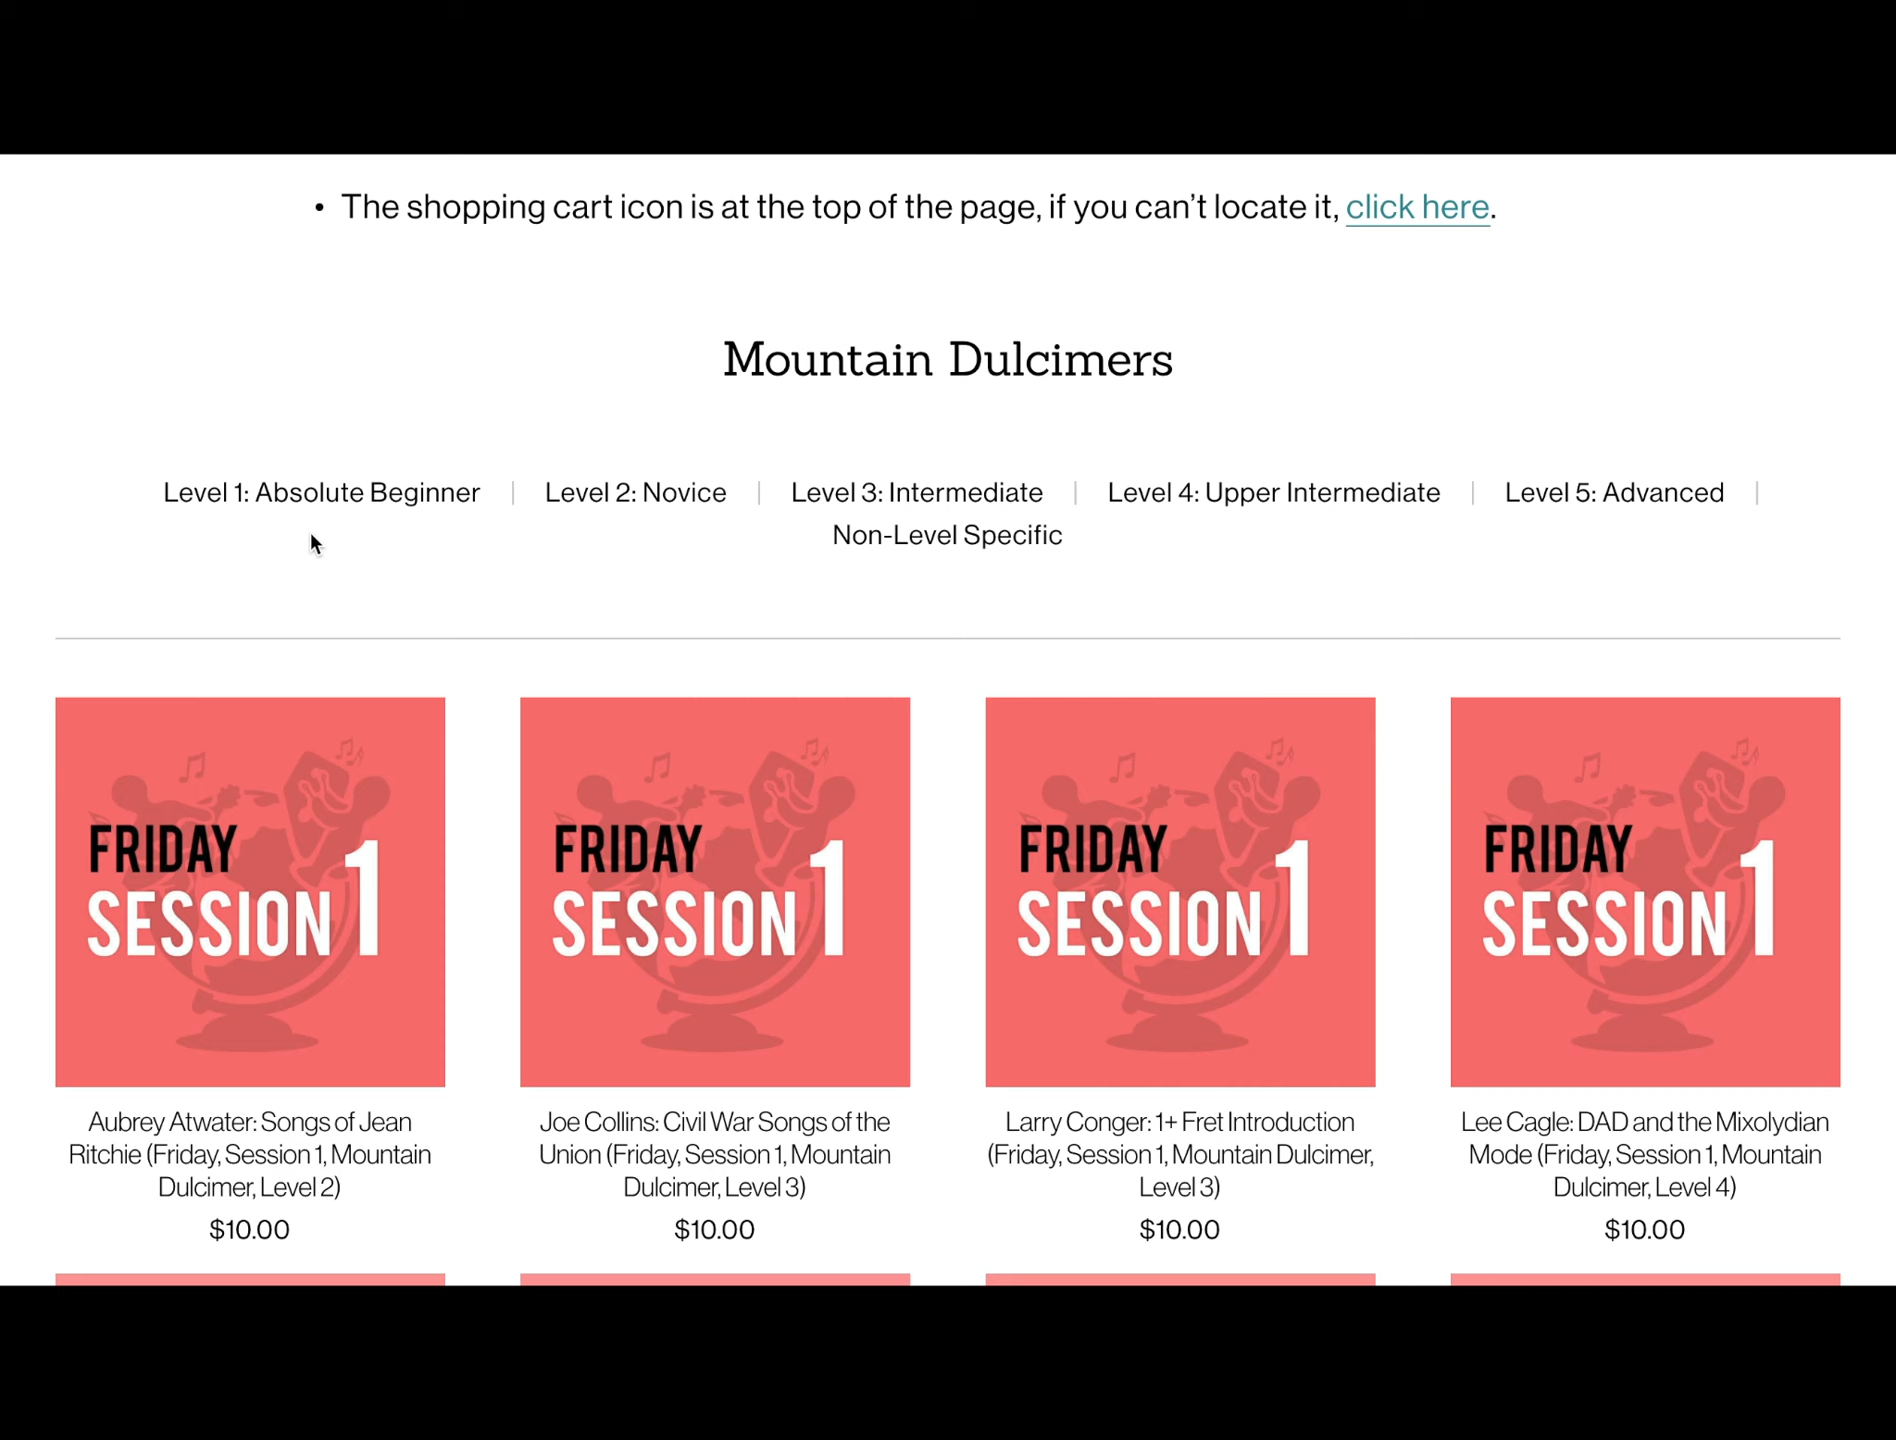 • The shopping cart icon is at the top of the page, if you can’t locate it, click here.
Mountain Dulcimers
Level 1: Absolute Beginner | Level 2: Novice | Level 3: Intermediate | Level 4: Upper Intermediate | Level 5: Advanced |
Non-Level Specific
FRIDAY
SESSION 1
FRIDAY
SESSION 1
FRIDAY
SESSION 1
FRIDAY
SESSION 1
Aubrey Atwater: Songs of Jean
Ritchie (Friday, Session 1, Mountain
Dulcimer, Level 2)
$10.00
Joe Collins: Civil War Songs of the
Union (Friday, Session 1, Mountain
Dulcimer, Level 3)
$10.00
Larry Conger: 1+ Fret Introduction
(Friday, Session 1, Mountain Dulcimer,
Level 3)
$10.00
Lee Cagle: DAD and the Mixolydian
Mode (Friday, Session 1, Mountain
Dulcimer, Level 4)
$10.00